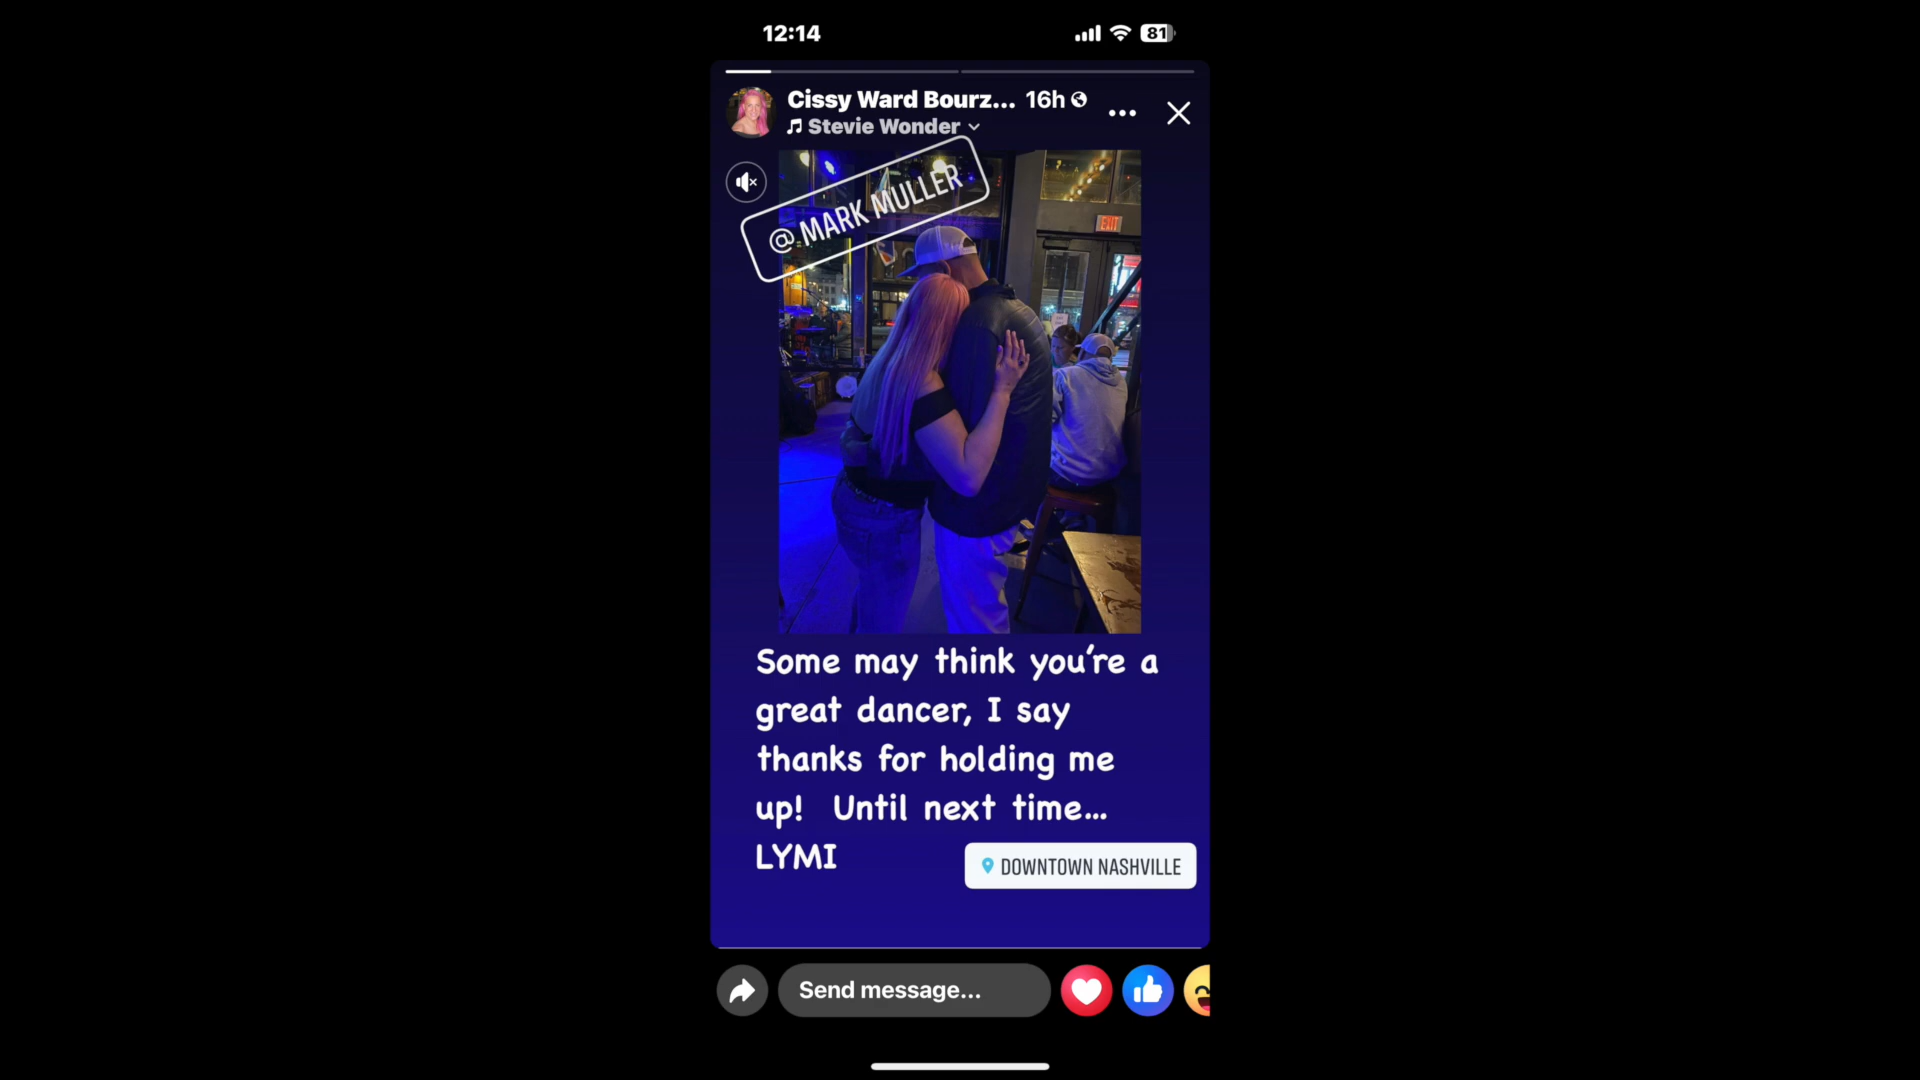 12:14
81
Cissy Ward Bourz... 16h
Stevie Wonder
@ MARK MULLER
EXIT
Some may think you're a
great dancer, I say
thanks for holding me
up! Until next time...
LYMI
DOWNTOWN NASHVILLE
Send message...